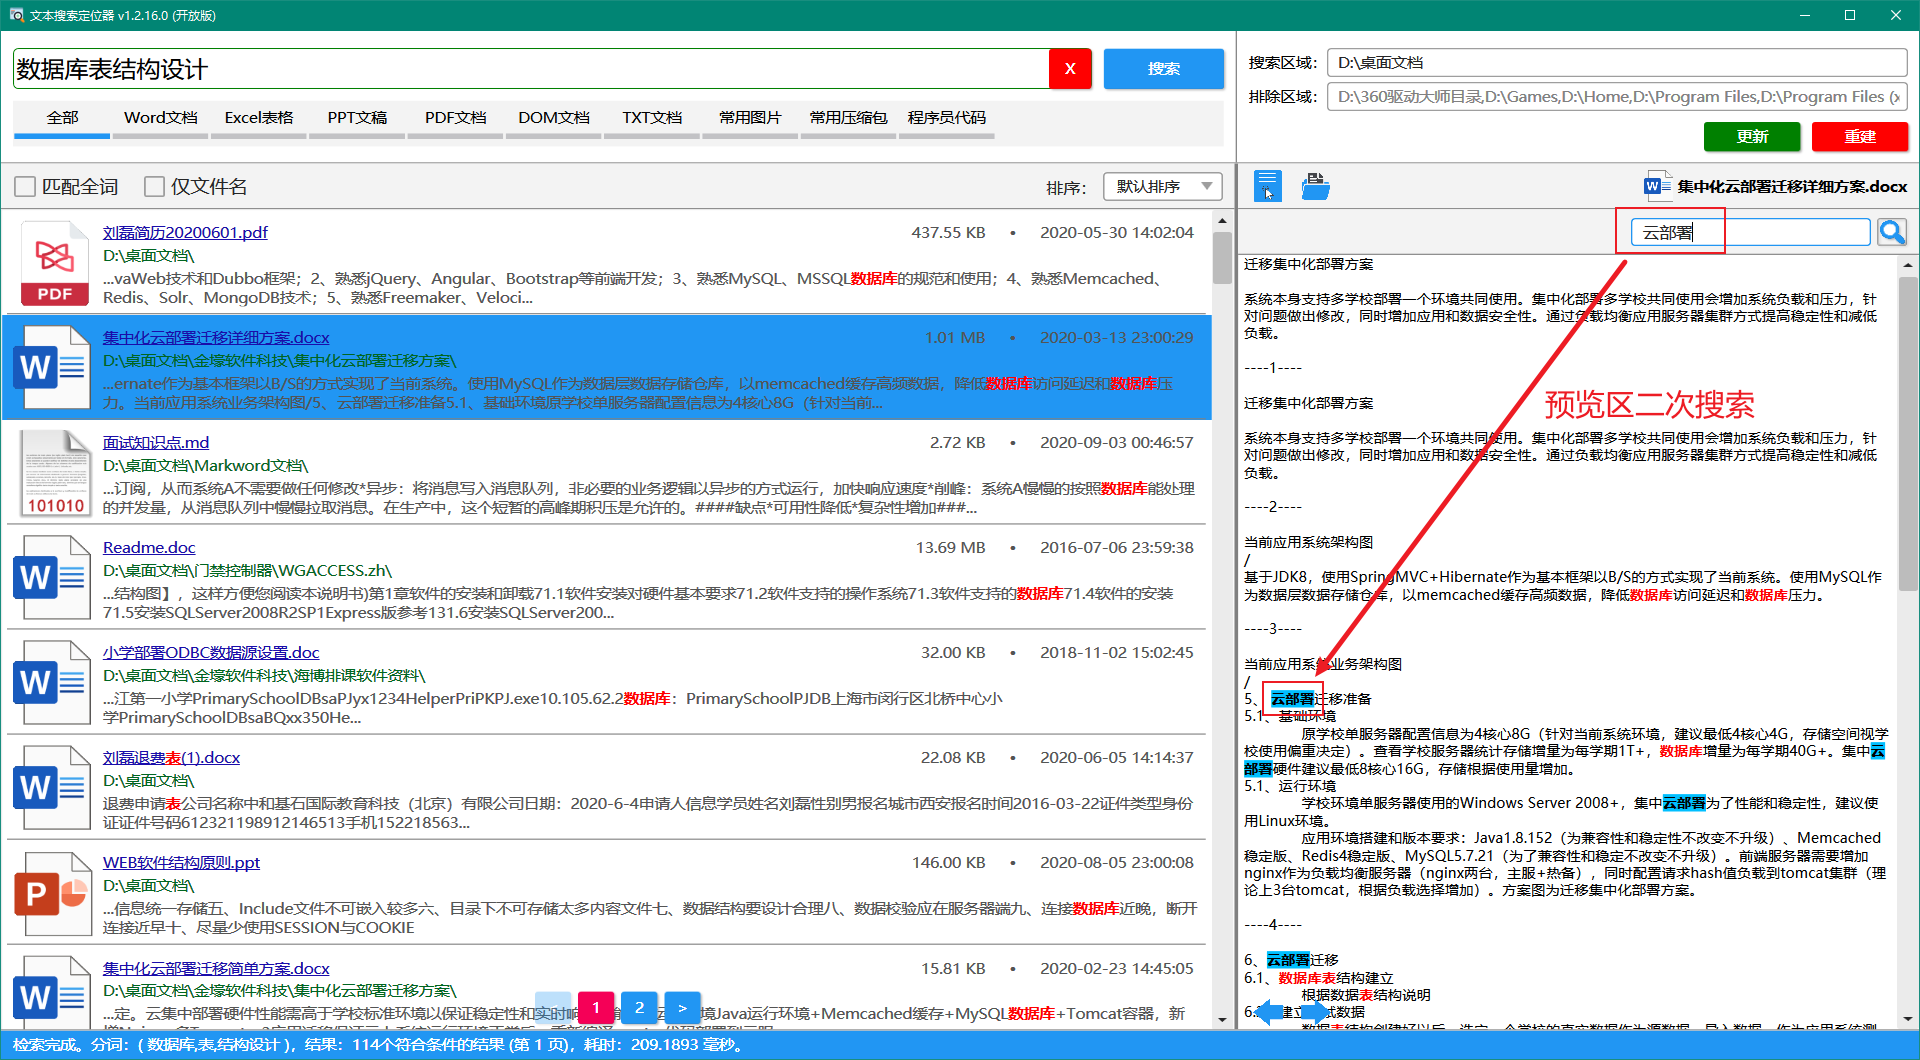 文本搜索定位器 v1.2.16.0 (开放版)
数据库表结构设计
X
搜索
全部 Word文档 Excel表格 PPT文稿 PDF文档 DOM文档 TXT文档 常用图片 常用压缩包 程序员代码
搜索区域： D:\桌面文档
排除区域： D:\360驱动大师目录,D:\Games,D:\Home,D:\Program Files,D:\Program Files (x
更新 重建
匹配全词 仅文件名 排序： 默认排序
刘磊简历20200601.pdf 437.55 KB • 2020-05-30 14:02:04
D:\桌面文档\
...vaWeb技术和Dubbo框架；2、熟悉jQuery、Angular、Bootstrap等前端开发；3、熟悉MySQL、MSSQL数据库的规范和使用；4、熟悉Memcached、
Redis、Solr、MongoDB技术；5、熟悉Freemaker、Veloci...
PDF
集中化云部署迁移详细方案.docx 1.01 MB • 2020-03-13 23:00:29
D:\桌面文档\金壕软件科技\集中化云部署迁移方案\
...ernate作为基本框架以B/S的方式实现了当前系统。使用MySQL作为数据层数据存储仓库，以memcached缓存高频数据，降低数据库访问延迟和数据库压
力。当前应用系统业务架构图/5、云部署迁移准备5.1、基础环境原学校单服务器配置信息为4核心8G（针对当前...
W
面试知识点.md 2.72 KB • 2020-09-03 00:46:57
D:\桌面文档\Markword文档\
...订阅，从而系统A不需要做任何修改*异步：将消息写入消息队列，非必要的业务逻辑以异步的方式运行，加快响应速度*削峰：系统A慢慢的按照数据库能处理
的并发量，从消息队列中慢慢拉取消息。在生产中，这个短暂的高峰期积压是允许的。####缺点*可用性降低*复杂性增加###...
101010
Readme.doc 13.69 MB • 2016-07-06 23:59:38
D:\桌面文档\门禁控制器\WGACCESS.zh\
...结构图】，这样方便您阅读本说明书)第1章软件的安装和卸载71.1软件安装对硬件基本要求71.2软件支持的操作系统71.3软件支持的数据库71.4软件的安装
71.5安装SQLServer2008R2SP1Express版参考131.6安装SQLServer200...
W
小学部署ODBC数据源设置.doc 32.00 KB • 2018-11-02 15:02:45
D:\桌面文档\金壕软件科技\海博排课软件资料\
...江第一小学PrimarySchoolDBsaPJyx1234HelperPriPKPJ.exe10.105.62.2数据库：PrimarySchoolPJDB上海市闵行区北桥中心小
学PrimarySchoolDBsaBQxx350He...
W
刘磊退费表(1).docx 22.08 KB • 2020-06-05 14:14:37
D:\桌面文档\
退费申请表公司名称中和基石国际教育科技（北京）有限公司日期：2020-6-4申请人信息学员姓名刘磊性别男报名城市西安报名时间2016-03-22证件类型身份
证证件号码612321198912146513手机152218563...
W
WEB软件结构原则.ppt 146.00 KB • 2020-08-05 23:00:08
D:\桌面文档\
...信息统一存储五、Include文件不可嵌入较多六、目录下不可存储太多内容文件七、数据结构要设计合理八、数据校验应在服务器端九、连接数据库近晚，断开
连接近早十、尽量少使用SESSION与COOKIE
P
集中化云部署迁移简单方案.docx 15.81 KB • 2020-02-23 14:45:05
D:\桌面文档\金壕软件科技\集中化云部署迁移方案\
...定。云集中部署硬件性能需高于学校标准环境以保证稳定性和实时响 境Java运行环境+Memcached缓存+MySQL数据库+Tomcat容器，新
W
1 2 >
检索完成。分词：( 数据库,表,结构设计 )，结果：114个符合条件的结果 (第 1 页)，耗时：209.1893 毫秒。
W 集中化云部署迁移详细方案.docx
云部署
迁移集中化部署方案
系统本身支持多学校部署一个环境共同使用。集中化部署多学校共同使用会增加系统负载和压力，针
对问题做出修改，同时增加应用和数据安全性。通过负载均衡应用服务器集群方式提高稳定性和减低
负载。
----1----
迁移集中化部署方案
系统本身支持多学校部署一个环境共同使用。集中化部署多学校共同使用会增加系统负载和压力，针
对问题做出修改，同时增加应用和数据安全性。通过负载均衡应用服务器集群方式提高稳定性和减低
负载。
预览区二次搜索
----2----
当前应用系统架构图
/
基于JDK8，使用SpringMVC+Hibernate作为基本框架以B/S的方式实现了当前系统。使用MySQL作
为数据层数据存储仓库，以memcached缓存高频数据，降低数据库访问延迟和数据库压力。
----3----
当前应用系统业务架构图
/
5、云部署迁移准备
5.1、基础环境
原学校单服务器配置信息为4核心8G（针对当前系统环境，建议最低4核心4G，存储空间视学
校使用偏重决定）。查看学校服务器统计存储增量为每学期1T+，数据库增量为每学期40G+。集中云
部署硬件建议最低8核心16G，存储根据使用量增加。
5.1、运行环境
学校环境单服务器使用的Windows Server 2008+，集中云部署为了性能和稳定性，建议使
用Linux环境。
应用环境搭建和版本要求：Java1.8.152（为兼容性和稳定性不改变不升级）、Memcached
稳定版、Redis4稳定版、MySQL5.7.21（为了兼容性和稳定不改变不升级）。前端服务器需要增加
nginx作为负载均衡服务器（nginx两台，主服+热备），同时配置请求hash值负载到tomcat集群（理
论上3台tomcat，根据负载选择增加）。方案图为迁移集中化部署方案。
----4----
6、云部署迁移
6.1、数据库表结构建立
根据数据表结构说明
建立 试数据
数据表结构创建好以后，选定一个学校的真实数据作为源数据，导入数据，作为应用系统测